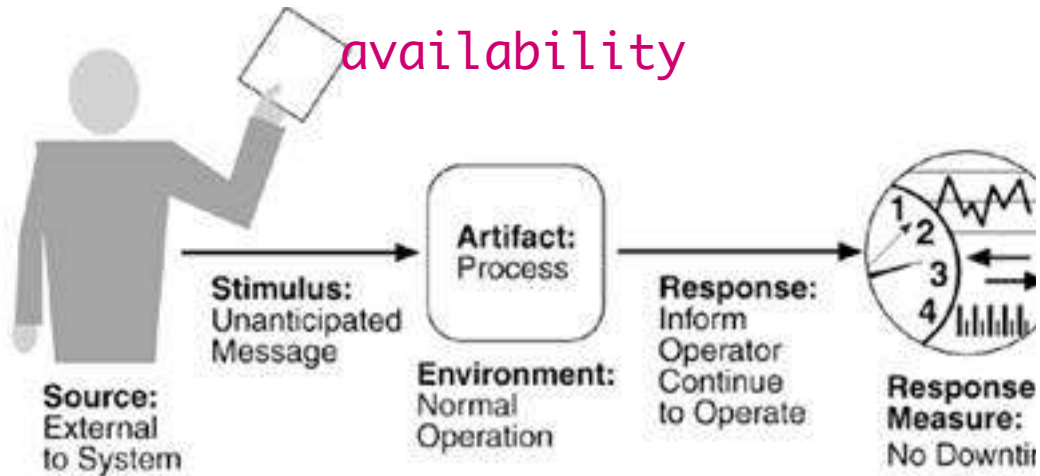 availability
Source:
External
to System
Stimulus:
Unanticipated
Message
Artifact:
Process
Environment:
Normal
Operation
Response:
Inform
Operator
Continue
to Operate
1
2
3
4
Response
Measure:
No